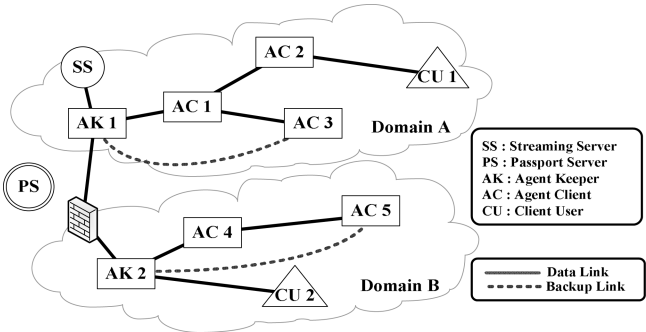 SS
AC 2
CU 1
AK 1
AC 1
AC 3
Domain A
PS
AC 4
AC 5
AK 2
CU 2
Domain B
SS : Streaming Server
PS : Passport Server
AK : Agent Keeper
AC : Agent Client
CU : Client User
Data Link
Backup Link